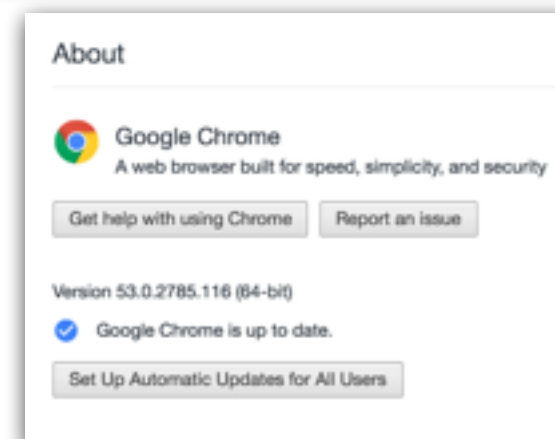 About
Google Chrome
A web browser built for speed, simplicity, and security
Get help with using Chrome
Report an issue
Version 53.0.2785.116 (64-bit)
Google Chrome is up to date.
Set Up Automatic Updates for All Users